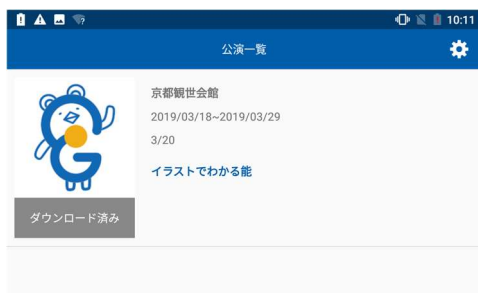 10:11
公演一覧
京都観世会館
2019/03/18~2019/03/29
3/20
イラストでわかる能
ダウンロード済み